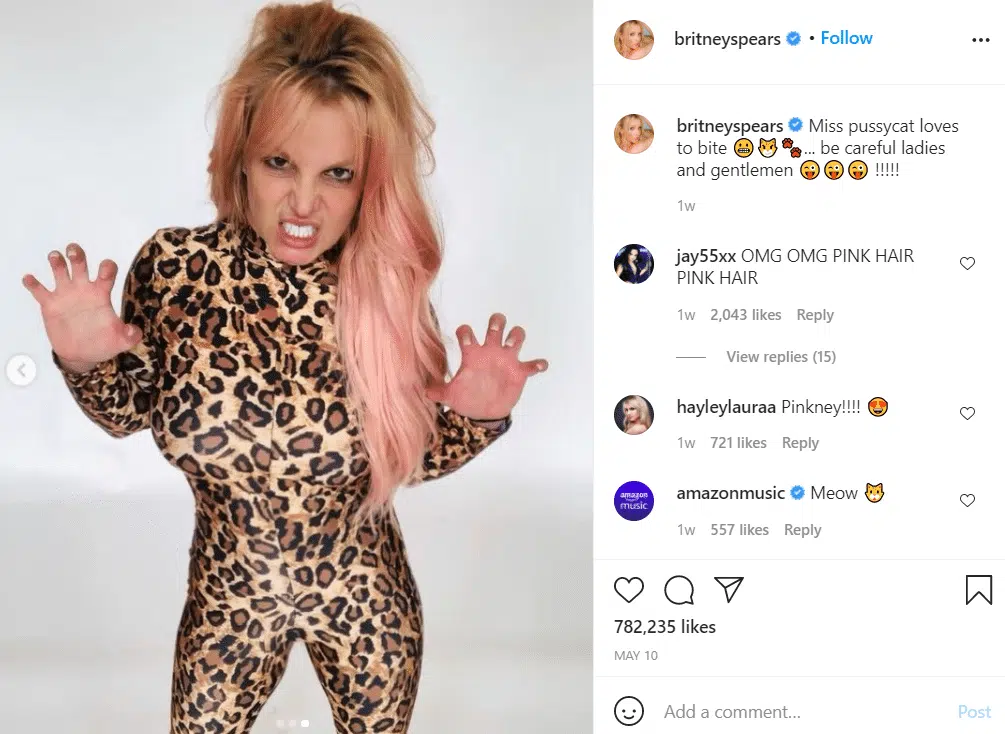 britneyspears • Follow
britneyspears Miss pussycat loves
to bite 😬🐱🐾... be careful ladies
and gentlemen 😜😜😜 !!!!!
1w
jay55xx OMG OMG PINK HAIR
PINK HAIR
1w 2,043 likes Reply
View replies (15)
hayleylauraa Pinkney!!!! 😍
1w 721 likes Reply
amazon
music
amazonmusic Meow 🐱
1w 557 likes Reply
782,235 likes
MAY 10
Add a comment... Post